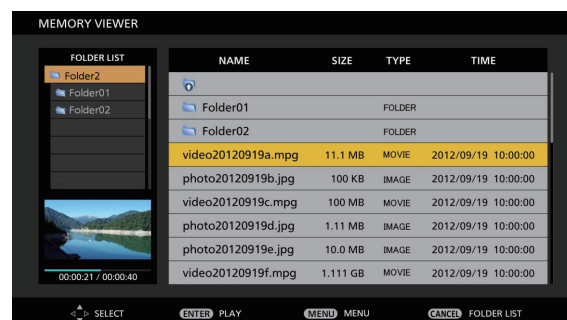 MEMORY VIEWER
FOLDER LIST
Folder2
Folder01
Folder02
00:00:21 / 00:00:40
NAME SIZE TYPE TIME
Folder01 FOLDER
Folder02 FOLDER
video20120919a.mpg 11.1 MB MOVIE 2012/09/19 10:00:00
photo20120919b.jpg 100 KB IMAGE 2012/09/19 10:00:00
video20120919c.mpg 100 MB MOVIE 2012/09/19 10:00:00
photo20120919d.jpg 1.11 MB IMAGE 2012/09/19 10:00:00
photo20120919e.jpg 10.0 MB IMAGE 2012/09/19 10:00:00
video20120919f.mpg 1.111 GB MOVIE 2012/09/19 10:00:00
SELECT ENTER PLAY MENU MENU CANCEL FOLDER LIST